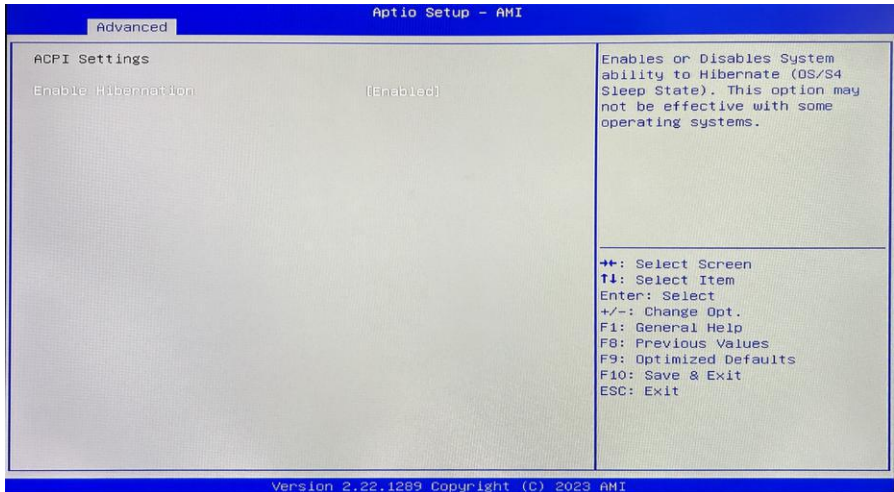 Aptio Setup - AMI
Advanced
ACPI Settings
Enable Hibernation [Enabled]
Enables or Disables System
ability to Hibernate (OS/S4
Sleep State). This option may
not be effective with some
operating systems.
→←: Select Screen
↑↓: Select Item
Enter: Select
+/-: Change Opt.
F1: General Help
F8: Previous Values
F9: Optimized Defaults
F10: Save & Exit
ESC: Exit
Version 2.22.1289 Copyright (C) 2023 AMI